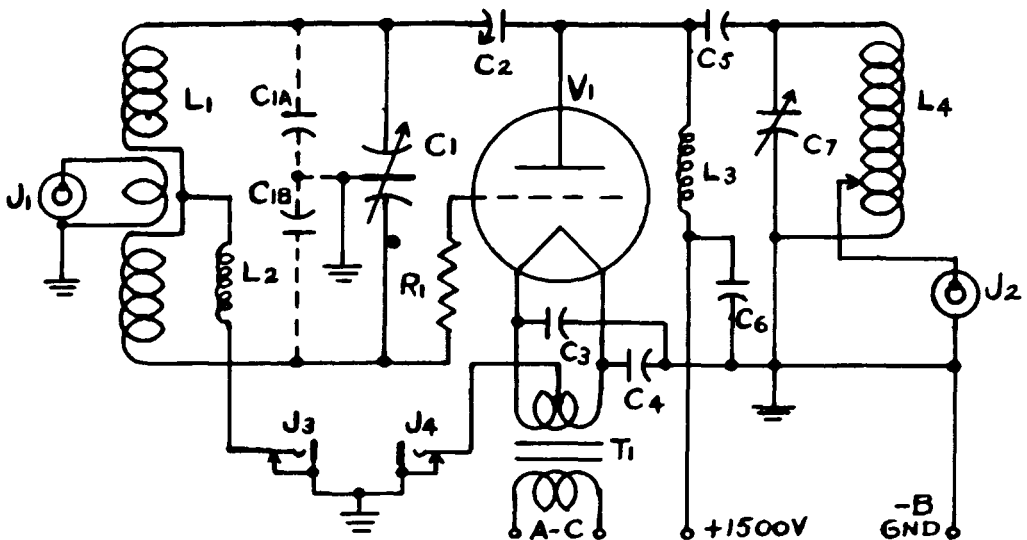 L1
C1A
C1B
C1
C2
V1
C5
L4
C7
L3
J1
L2
R1
J2
C6
C3
C4
J3
J4
T1
A-C
+1500V
-B
GND